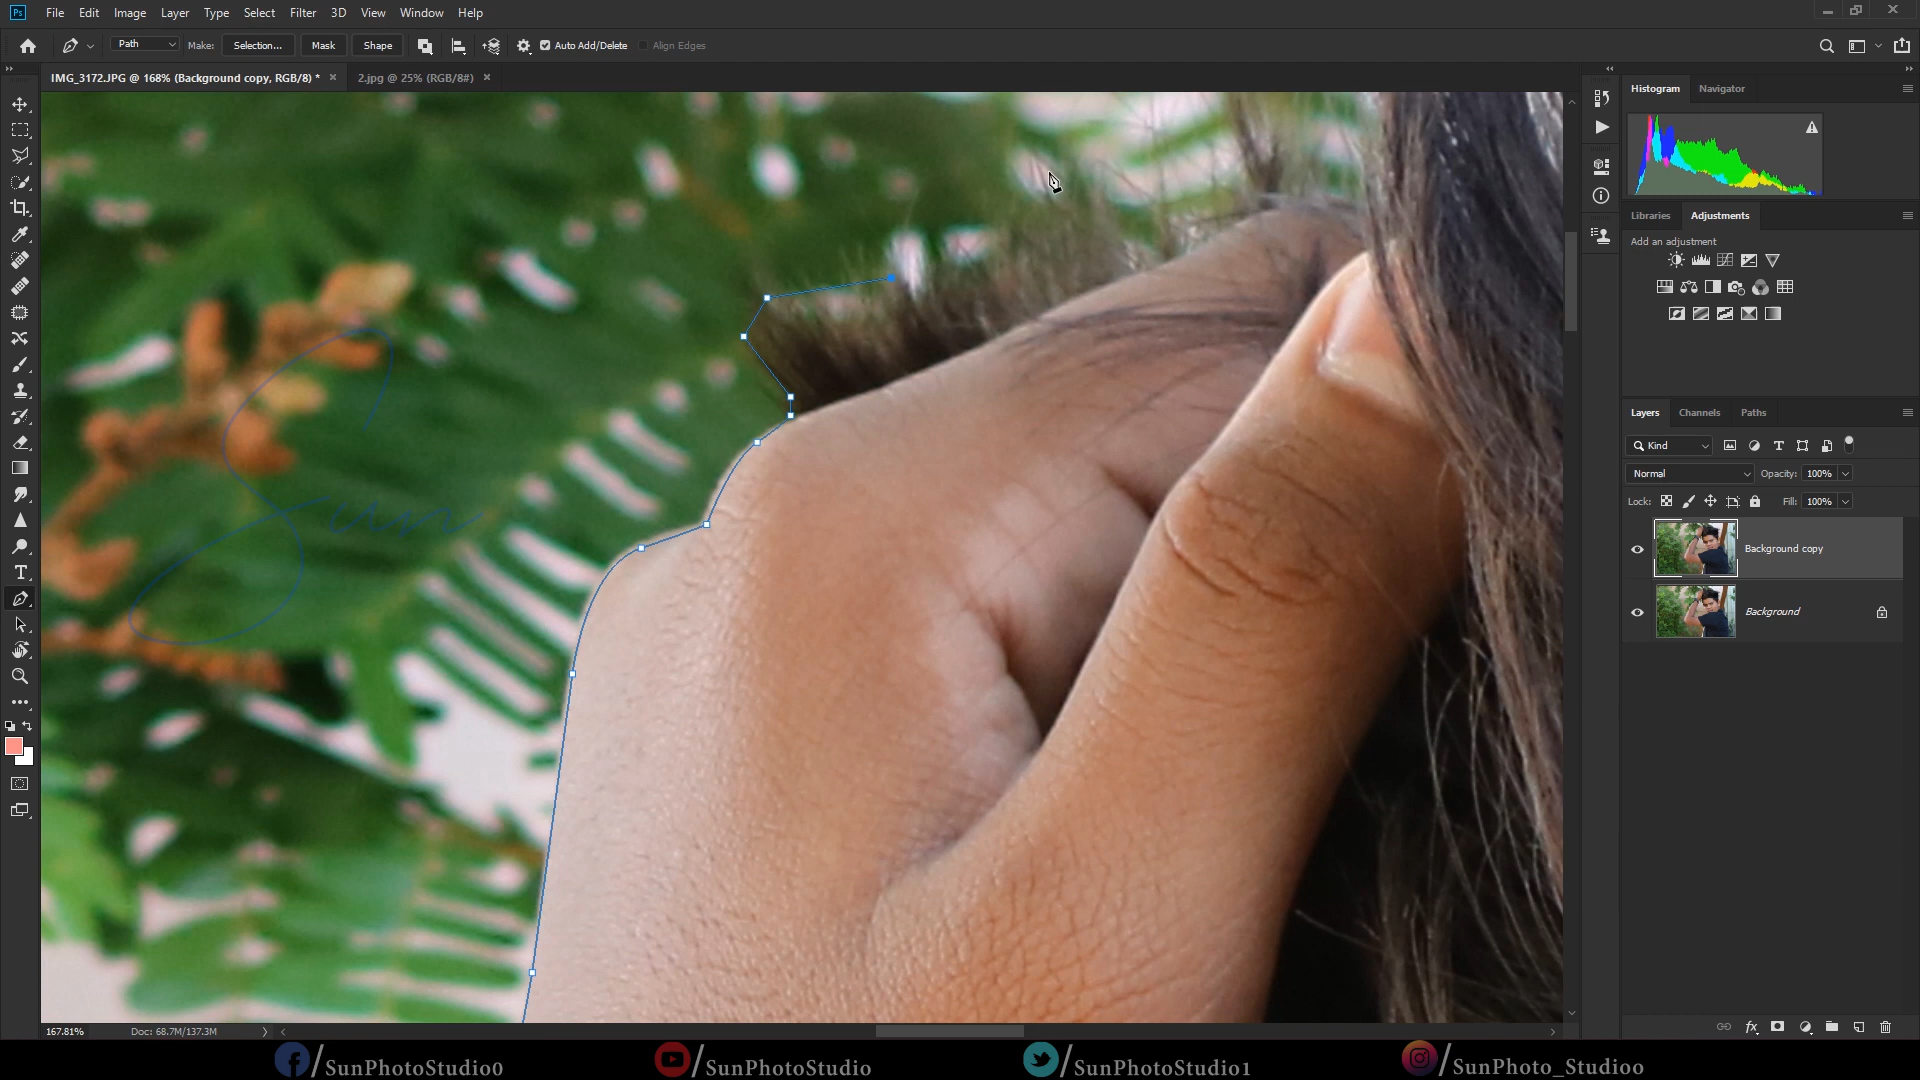 Ps File Edit Image Layer Type Select Filter 3D View Window Help
Path Make: Selection... Mask Shape Auto Add/Delete Align Edges
IMG_3172.JPG @ 168% (Background copy, RGB/8) * × 2.jpg @ 25% (RGB/8#) ×
Histogram Navigator
Libraries Adjustments
Add an adjustment
Layers Channels Paths
Kind
Normal Opacity: 100%
Lock: Fill: 100%
Background copy
Background
Sun
167.81% Doc: 68.7M/137.3M
/SunPhotoStudio0 /SunPhotoStudio /SunPhotoStudio1 /SunPhoto_Studioo